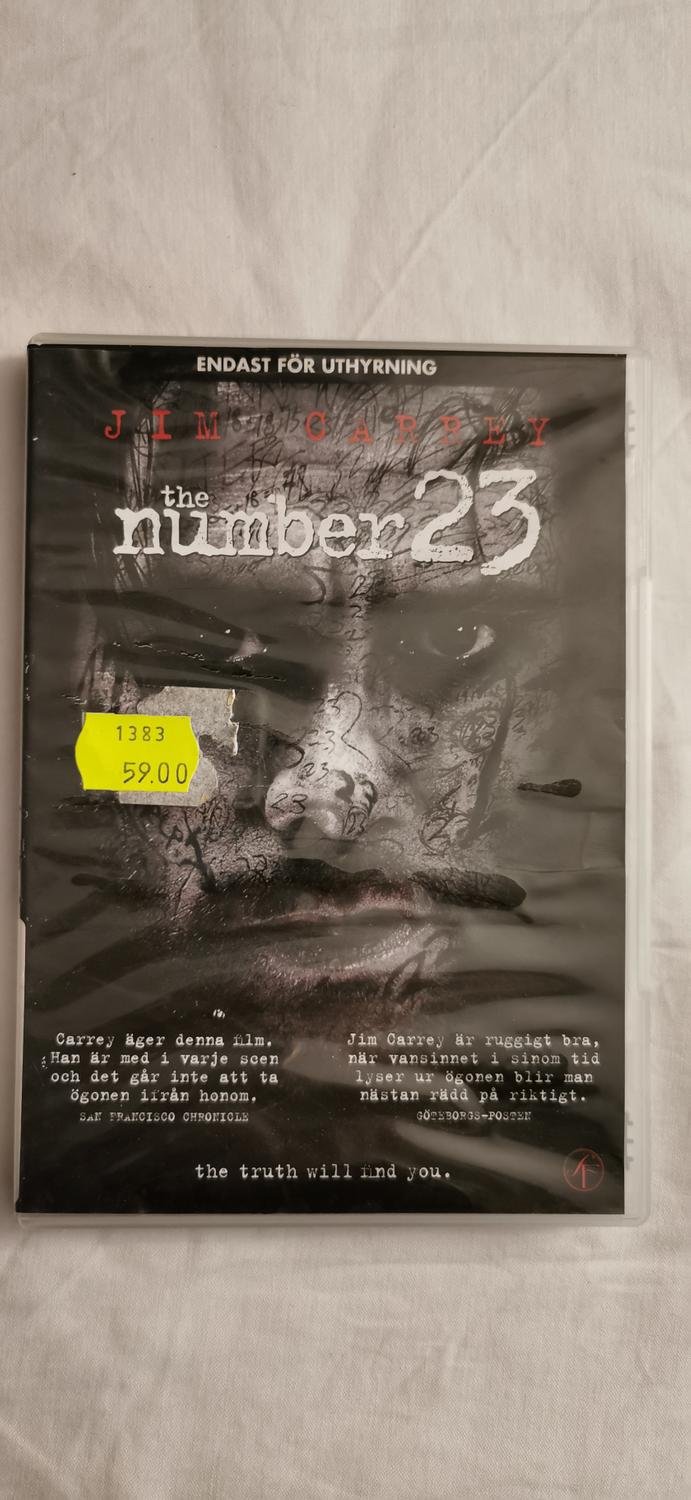 ENDAST FÖR UTHYRNING
JIM CARREY
the
number 23
1383
59.00
Carrey äger denna film.
Han är med i varje scen
och det går inte att ta
ögonen ifrån honom.
SAN FRANCISCO CHRONICLE
Jim Carrey är ruggigt bra,
när vansinnet i sinom tid
lyser ur ögonen blir man
nästan rädd på riktigt.
GÖTEBORGS-POSTEN
the truth will find you.